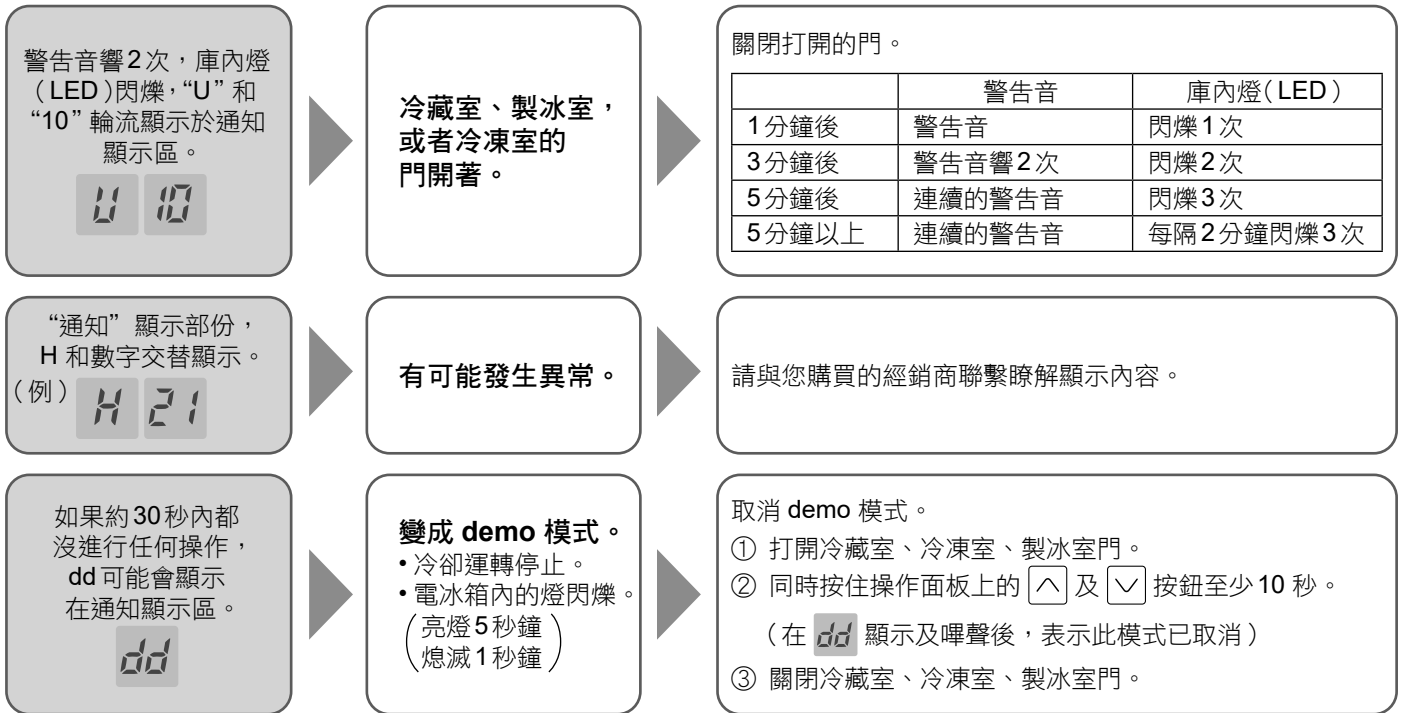 警告音響2次，庫內燈
（LED）閃爍，“U”和
“10”輪流顯示於通知
顯示區。
U 10
冷藏室、製冰室，
或者冷凍室的
門開著。
關閉打開的門。
警告音 庫內燈（LED）
1分鐘後 警告音 閃爍1次
3分鐘後 警告音響2次 閃爍2次
5分鐘後 連續的警告音 閃爍3次
5分鐘以上 連續的警告音 每隔2分鐘閃爍3次
“通知”顯示部份，
H 和數字交替顯示。
（例） H 21
有可能發生異常。
請與您購買的經銷商聯繫瞭解顯示內容。
如果約30秒內都
沒進行任何操作，
dd可能會顯示
在通知顯示區。
dd
變成 demo 模式。
•冷卻運轉停止。
•電冰箱內的燈閃爍。
（亮燈5秒鐘
熄滅1秒鐘）
取消 demo 模式。
① 打開冷藏室、冷凍室、製冰室門。
② 同時按住操作面板上的 ︿ 及 ﹀ 按鈕至少10 秒。
（在 dd 顯示及嗶聲後，表示此模式已取消）
③ 關閉冷藏室、冷凍室、製冰室門。